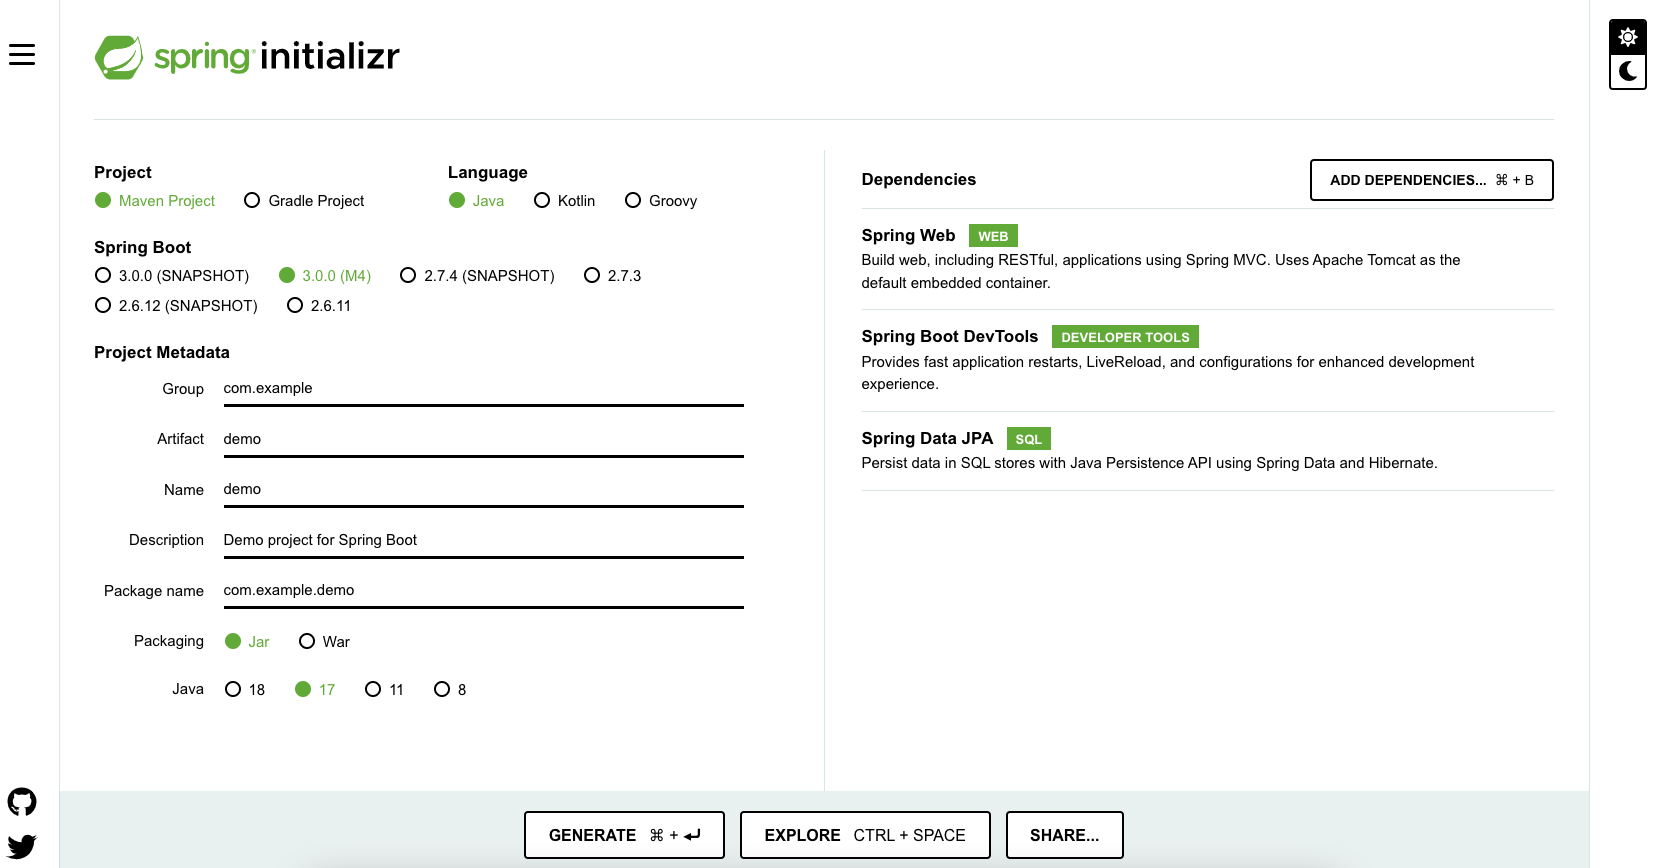 spring initializr
Project
Maven Project Gradle Project
Language
Java Kotlin Groovy
Spring Boot
3.0.0 (SNAPSHOT) 3.0.0 (M4) 2.7.4 (SNAPSHOT) 2.7.3
2.6.12 (SNAPSHOT) 2.6.11
Project Metadata
Group com.example
Artifact demo
Name demo
Description Demo project for Spring Boot
Package name com.example.demo
Packaging Jar War
Java 18 17 11 8
Dependencies
ADD DEPENDENCIES... ⌘ + B
Spring Web WEB
Build web, including RESTful, applications using Spring MVC. Uses Apache Tomcat as the
default embedded container.
Spring Boot DevTools DEVELOPER TOOLS
Provides fast application restarts, LiveReload, and configurations for enhanced development
experience.
Spring Data JPA SQL
Persist data in SQL stores with Java Persistence API using Spring Data and Hibernate.
GENERATE ⌘ + ⏎
EXPLORE CTRL + SPACE
SHARE...